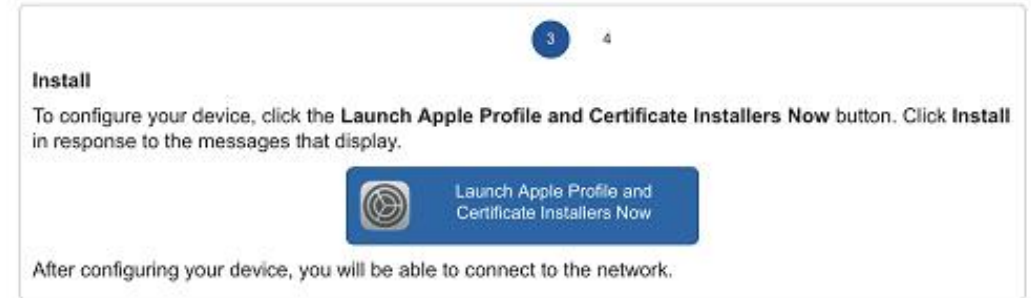 3 4
Install
To configure your device, click the Launch Apple Profile and Certificate Installers Now button. Click Install
in response to the messages that display.
Launch Apple Profile and
Certificate Installers Now
After configuring your device, you will be able to connect to the network.